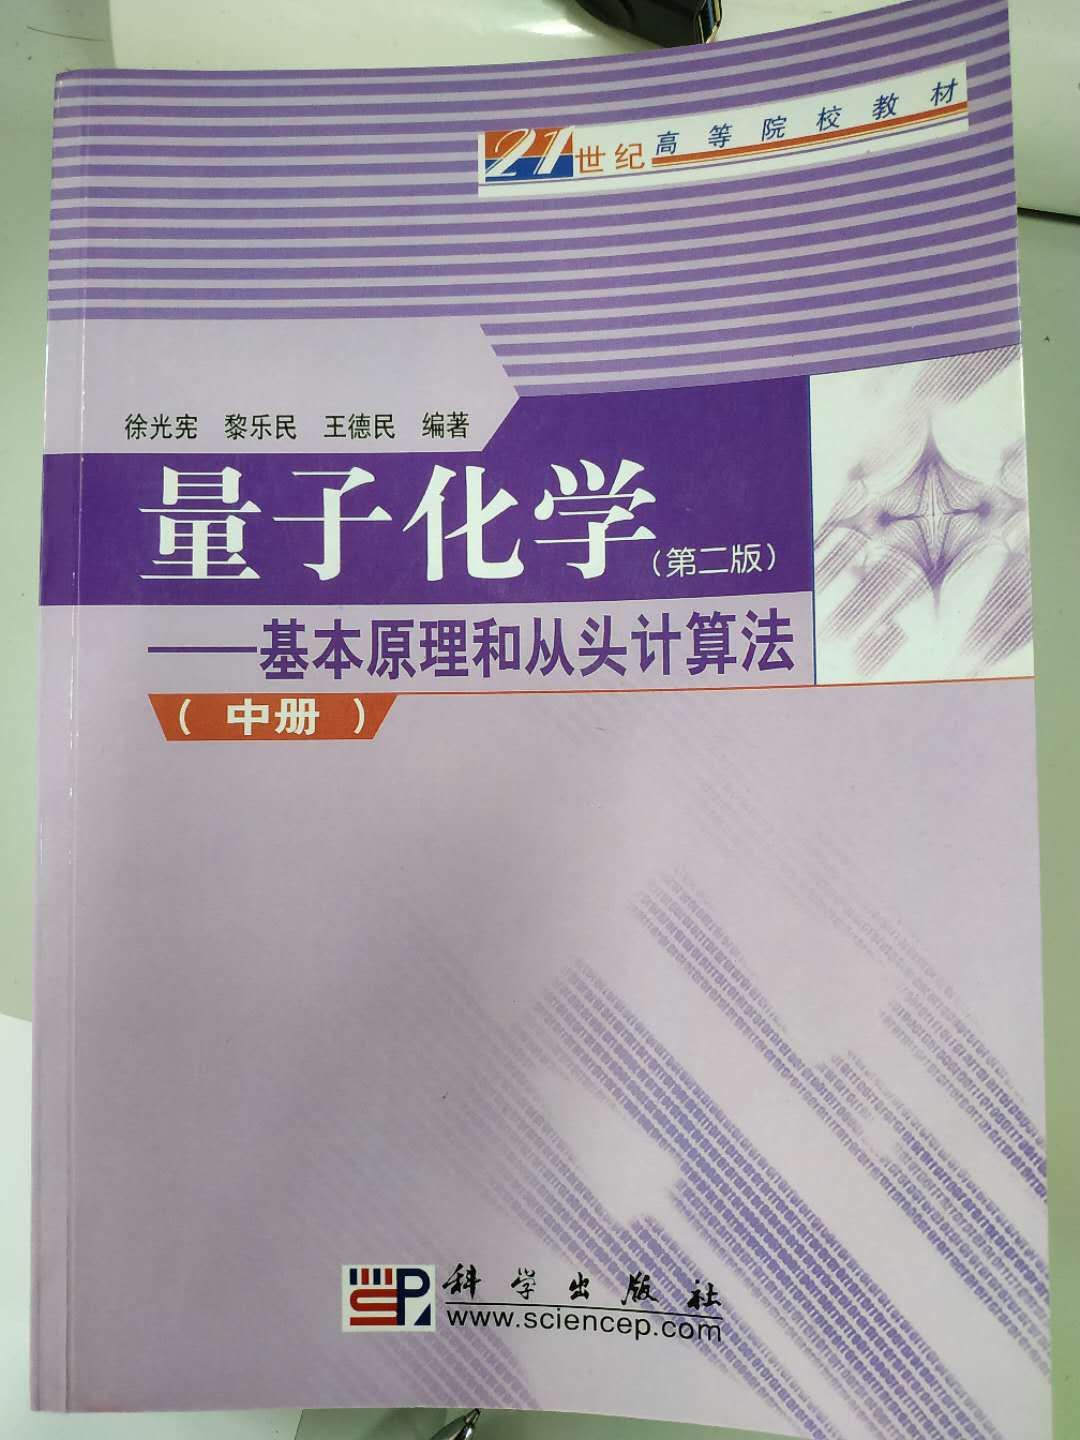 21世纪高等院校教材
徐光宪 黎乐民 王德民 编著
量子化学(第二版)
——基本原理和从头计算法
(中册)
科学出版社
www.sciencep.com